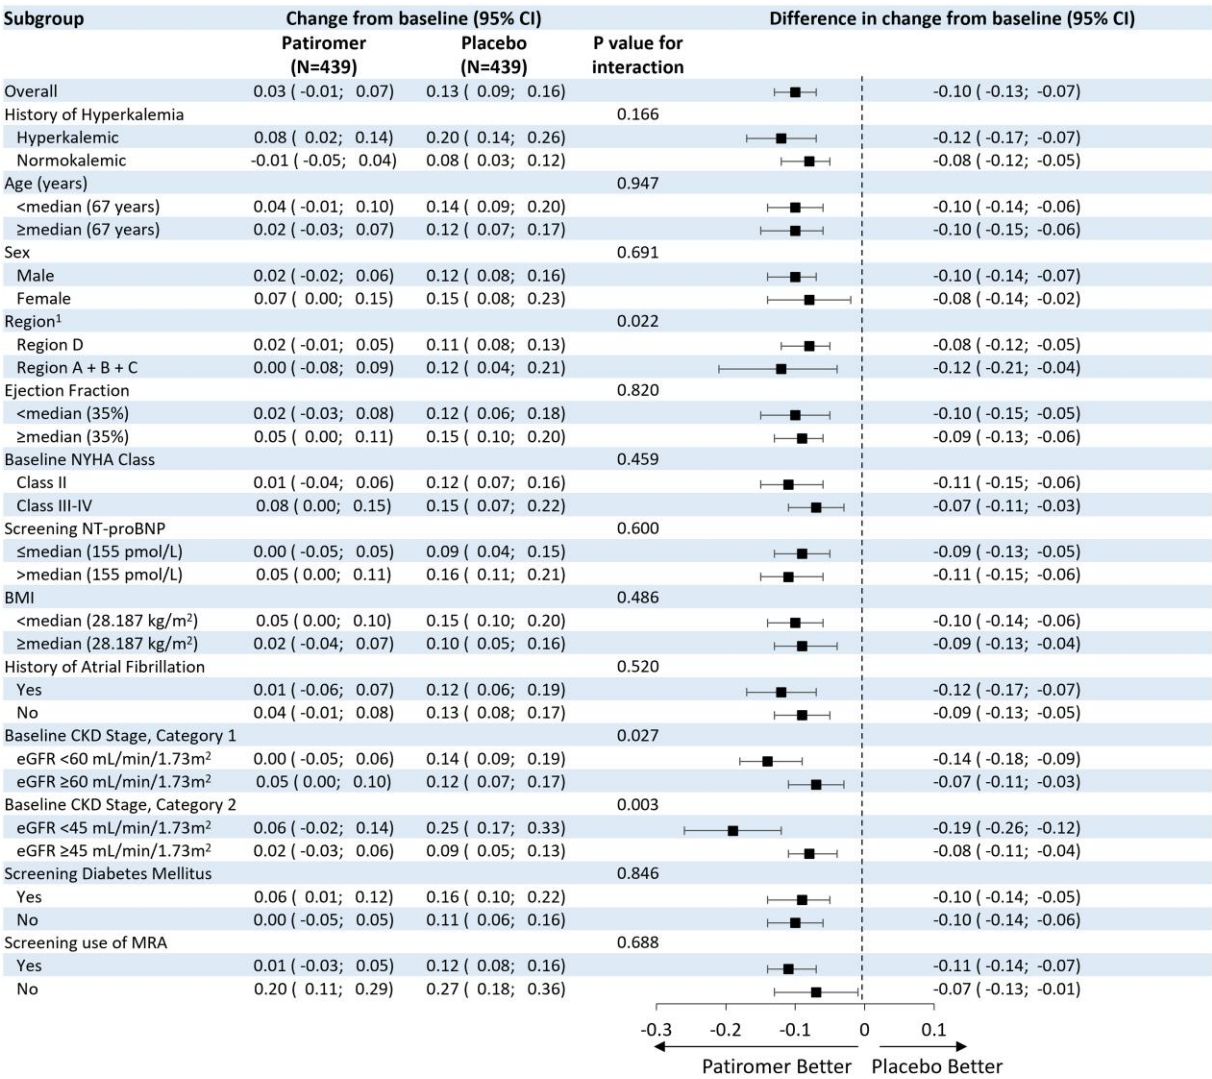 Subgroup Change from baseline (95% CI) Difference in change from baseline (95% CI)
Patiromer Placebo P value for
(N=439) (N=439) interaction
Overall 0.03 ( -0.01; 0.07) 0.13 ( 0.09; 0.16) -0.10 ( -0.13; -0.07)
History of Hyperkalemia 0.166
Hyperkalemic 0.08 ( 0.02; 0.14) 0.20 ( 0.14; 0.26) -0.12 ( -0.17; -0.07)
Normokalemic -0.01 ( -0.05; 0.04) 0.08 ( 0.03; 0.12) -0.08 ( -0.12; -0.05)
Age (years) 0.947
<median (67 years) 0.04 ( -0.01; 0.10) 0.14 ( 0.09; 0.20) -0.10 ( -0.14; -0.06)
≥median (67 years) 0.02 ( -0.03; 0.07) 0.12 ( 0.07; 0.17) -0.10 ( -0.15; -0.06)
Sex 0.691
Male 0.02 ( -0.02; 0.06) 0.12 ( 0.08; 0.16) -0.10 ( -0.14; -0.07)
Female 0.07 ( 0.00; 0.15) 0.15 ( 0.08; 0.23) -0.08 ( -0.14; -0.02)
Region¹ 0.022
Region D 0.02 ( -0.01; 0.05) 0.11 ( 0.08; 0.13) -0.08 ( -0.12; -0.05)
Region A + B + C 0.00 ( -0.08; 0.09) 0.12 ( 0.04; 0.21) -0.12 ( -0.21; -0.04)
Ejection Fraction 0.820
<median (35%) 0.02 ( -0.03; 0.08) 0.12 ( 0.06; 0.18) -0.10 ( -0.15; -0.05)
≥median (35%) 0.05 ( 0.00; 0.11) 0.15 ( 0.10; 0.20) -0.09 ( -0.13; -0.06)
Baseline NYHA Class 0.459
Class II 0.01 ( -0.04; 0.06) 0.12 ( 0.07; 0.16) -0.11 ( -0.15; -0.06)
Class III-IV 0.08 ( 0.00; 0.15) 0.15 ( 0.07; 0.22) -0.07 ( -0.11; -0.03)
Screening NT-proBNP 0.600
≤median (155 pmol/L) 0.00 ( -0.05; 0.05) 0.09 ( 0.04; 0.15) -0.09 ( -0.13; -0.05)
>median (155 pmol/L) 0.05 ( 0.00; 0.11) 0.16 ( 0.11; 0.21) -0.11 ( -0.15; -0.06)
BMI 0.486
<median (28.187 kg/m²) 0.05 ( 0.00; 0.10) 0.15 ( 0.10; 0.20) -0.10 ( -0.14; -0.06)
≥median (28.187 kg/m²) 0.02 ( -0.04; 0.07) 0.10 ( 0.05; 0.16) -0.09 ( -0.13; -0.04)
History of Atrial Fibrillation 0.520
Yes 0.01 ( -0.06; 0.07) 0.12 ( 0.06; 0.19) -0.12 ( -0.17; -0.07)
No 0.04 ( -0.01; 0.08) 0.13 ( 0.08; 0.17) -0.09 ( -0.13; -0.05)
Baseline CKD Stage, Category 1 0.027
eGFR <60 mL/min/1.73m² 0.00 ( -0.05; 0.06) 0.14 ( 0.09; 0.19) -0.14 ( -0.18; -0.09)
eGFR ≥60 mL/min/1.73m² 0.05 ( 0.00; 0.10) 0.12 ( 0.07; 0.17) -0.07 ( -0.11; -0.03)
Baseline CKD Stage, Category 2 0.003
eGFR <45 mL/min/1.73m² 0.06 ( -0.02; 0.14) 0.25 ( 0.17; 0.33) -0.19 ( -0.26; -0.12)
eGFR ≥45 mL/min/1.73m² 0.02 ( -0.03; 0.06) 0.09 ( 0.05; 0.13) -0.08 ( -0.11; -0.04)
Screening Diabetes Mellitus 0.846
Yes 0.06 ( 0.01; 0.12) 0.16 ( 0.10; 0.22) -0.10 ( -0.14; -0.05)
No 0.00 ( -0.05; 0.05) 0.11 ( 0.06; 0.16) -0.10 ( -0.14; -0.06)
Screening use of MRA 0.688
Yes 0.01 ( -0.03; 0.05) 0.12 ( 0.08; 0.16) -0.11 ( -0.14; -0.07)
No 0.20 ( 0.11; 0.29) 0.27 ( 0.18; 0.36) -0.07 ( -0.13; -0.01)
-0.3 -0.2 -0.1 0 0.1
Patiromer Better Placebo Better